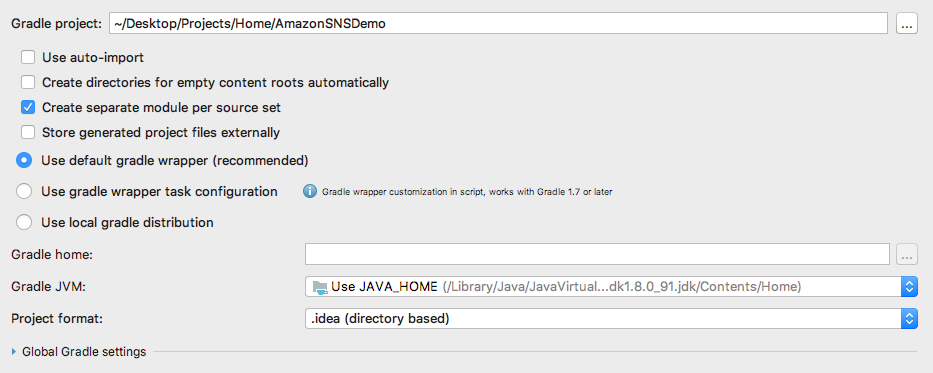 Gradle project: ~/Desktop/Projects/Home/AmazonSNSDemo ...
Use auto-import
Create directories for empty content roots automatically
Create separate module per source set
Store generated project files externally
Use default gradle wrapper (recommended)
Use gradle wrapper task configuration i Gradle wrapper customization in script, works with Gradle 1.7 or later
Use local gradle distribution
Gradle home: ...
Gradle JVM: Use JAVA_HOME (/Library/Java/JavaVirtual...dk1.8.0_91.jdk/Contents/Home)
Project format: .idea (directory based)
Global Gradle settings